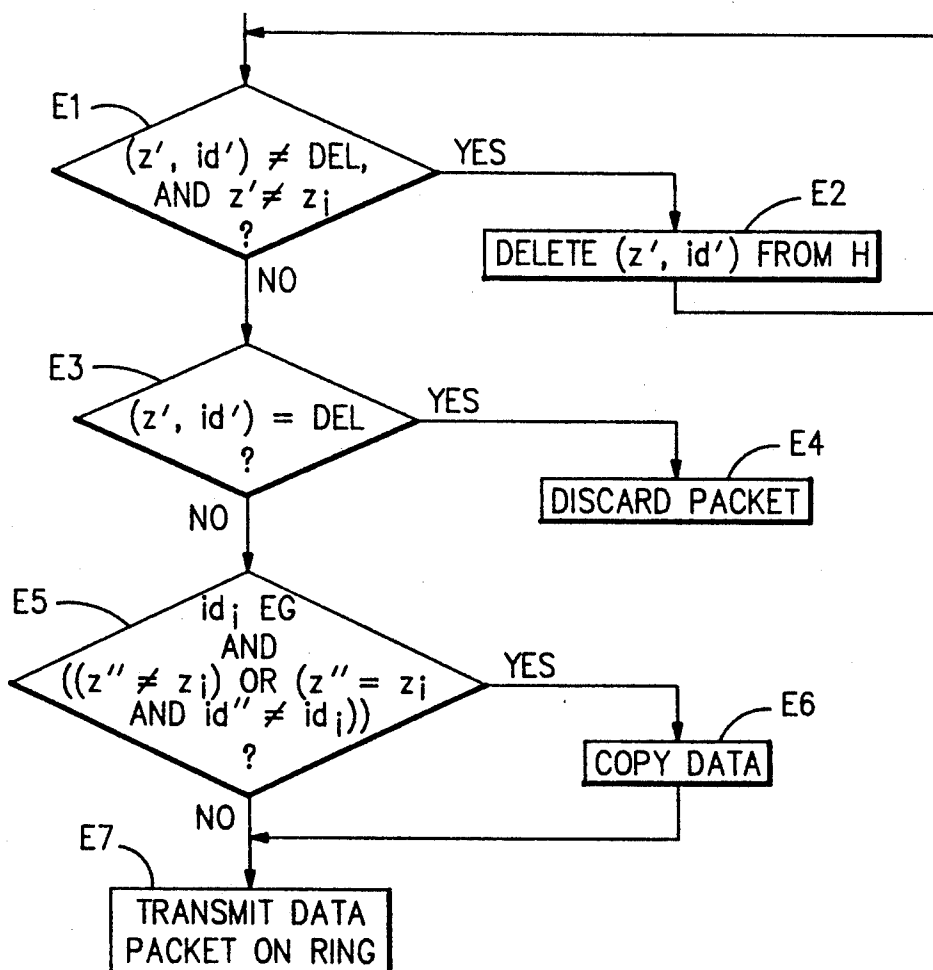 E1
(z', id') ≠ DEL,
AND z' ≠ zi
?
YES
NO
E2
DELETE (z', id') FROM H
E3
(z', id') = DEL
?
YES
NO
E4
DISCARD PACKET
E5
idi EG
AND
((z'' ≠ zi) OR (z'' = zi
AND id'' ≠ idi))
?
YES
NO
E6
COPY DATA
E7
TRANSMIT DATA
PACKET ON RING